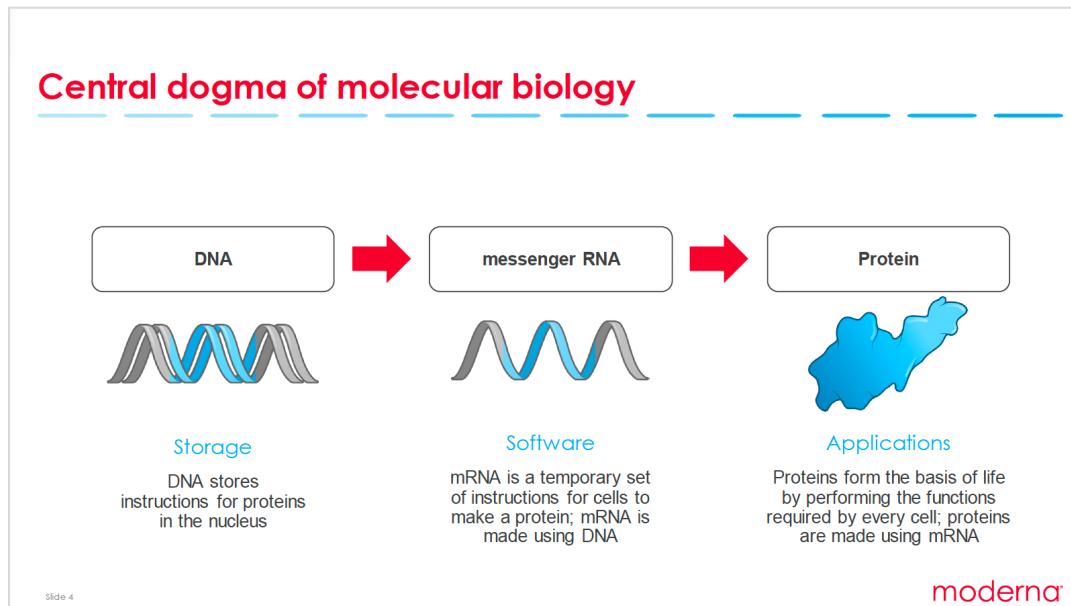 Central dogma of molecular biology
DNA
messenger RNA
Protein
Storage
DNA stores
instructions for proteins
in the nucleus
Software
mRNA is a temporary set
of instructions for cells to
make a protein; mRNA is
made using DNA
Applications
Proteins form the basis of life
by performing the functions
required by every cell; proteins
are made using mRNA
Slide 4
moderna